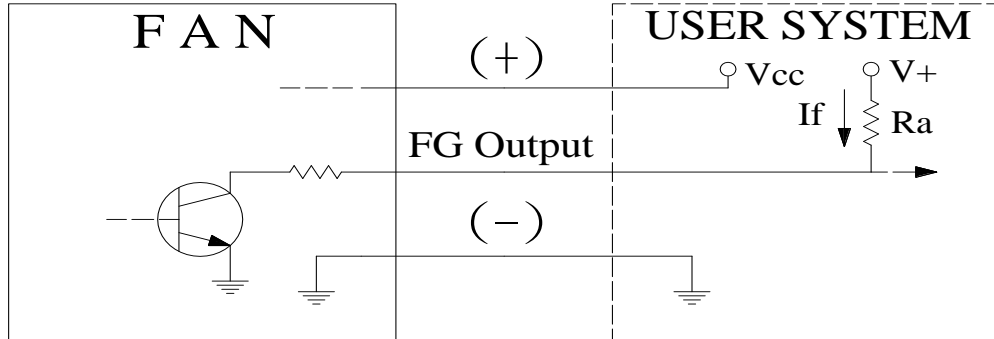 F A N
USER SYSTEM
(+)
Vcc
V+
If
Ra
FG Output
(-)